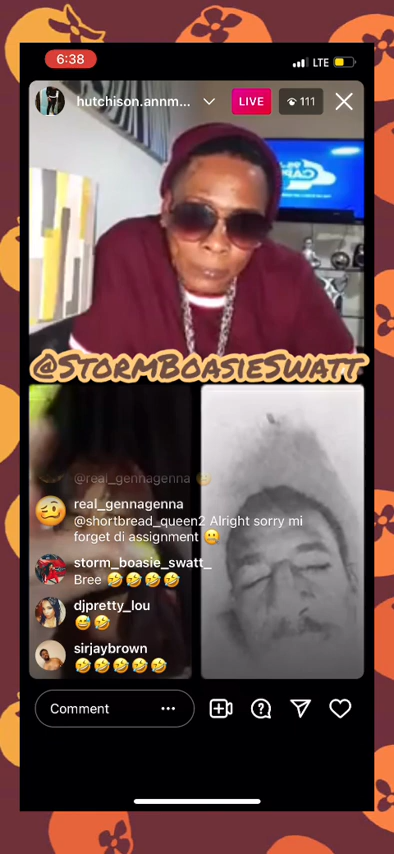 6:38
LTE
hutchison.annm...
LIVE
111
@STORMBOASIESWATT
@real_gennagenna
real_gennagenna
@shortbread_queen2 Alright sorry mi
forget di assignment
storm_boasie_swatt_
Bree
djpretty_lou
sirjaybrown
Comment